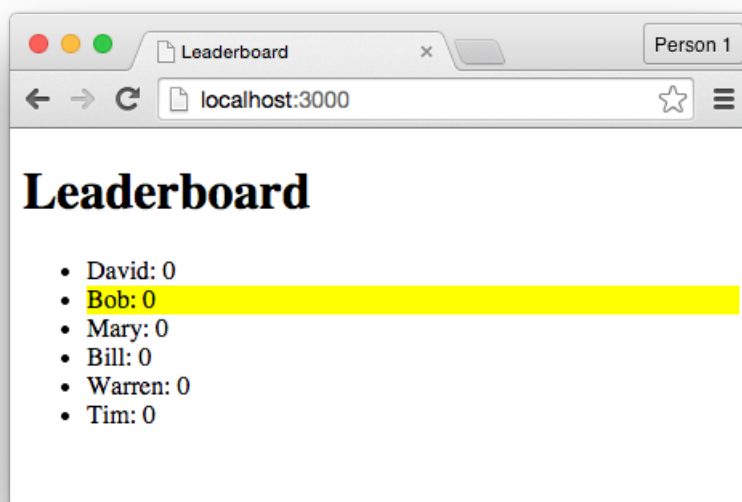 Leaderboard
Person 1
localhost:3000
Leaderboard
David: 0
Bob: 0
Mary: 0
Bill: 0
Warren: 0
Tim: 0